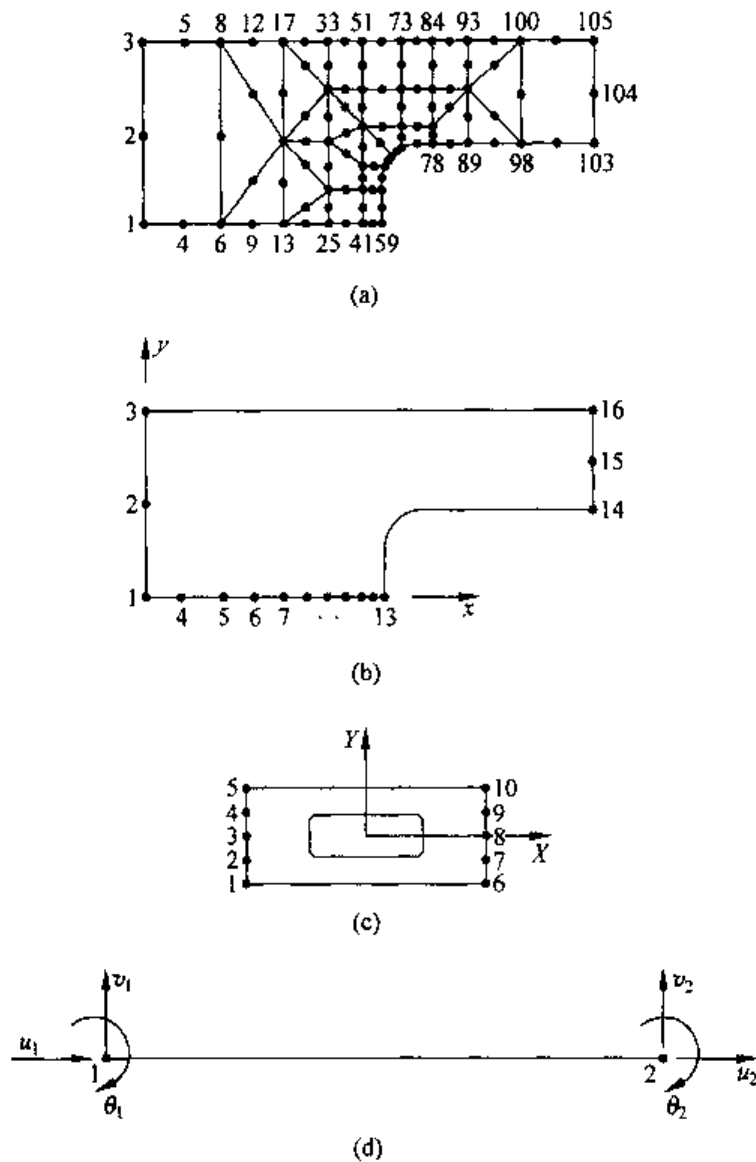 3 5 8 12 17 33 51 73 84 93 100 105
104
2
78 89 98 103
1 4 6 9 13 25 41 59
(a)
y
3 16
15
2
14
1 4 5 6 7 13 x
(b)
Y
5 10
4 9
3 8 X
2 7
1 6
(c)
v₁ v₂
u₁ 1 2 u₂
θ₁ θ₂
(d)